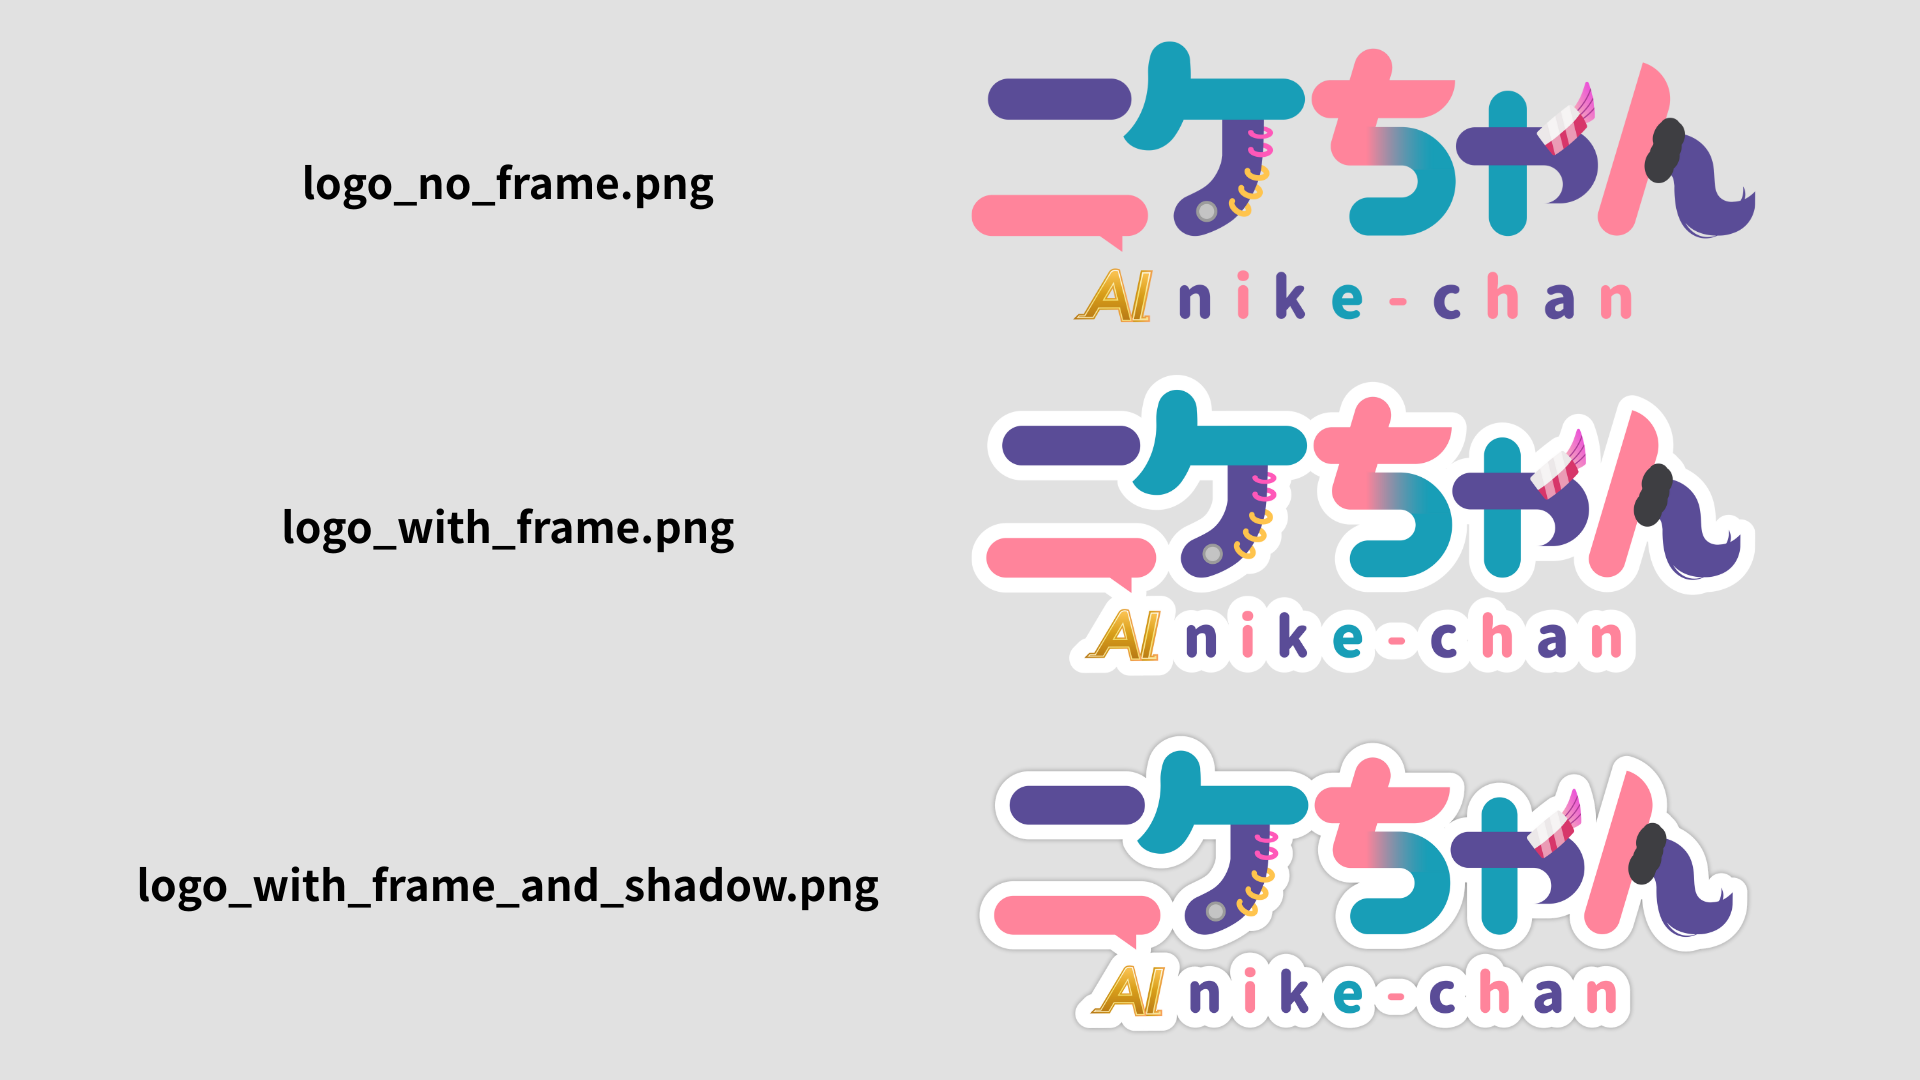 logo_no_frame.png
ニケちゃん
AI nike-chan
logo_with_frame.png
ニケちゃん
AI nike-chan
logo_with_frame_and_shadow.png
ニケちゃん
AI nike-chan